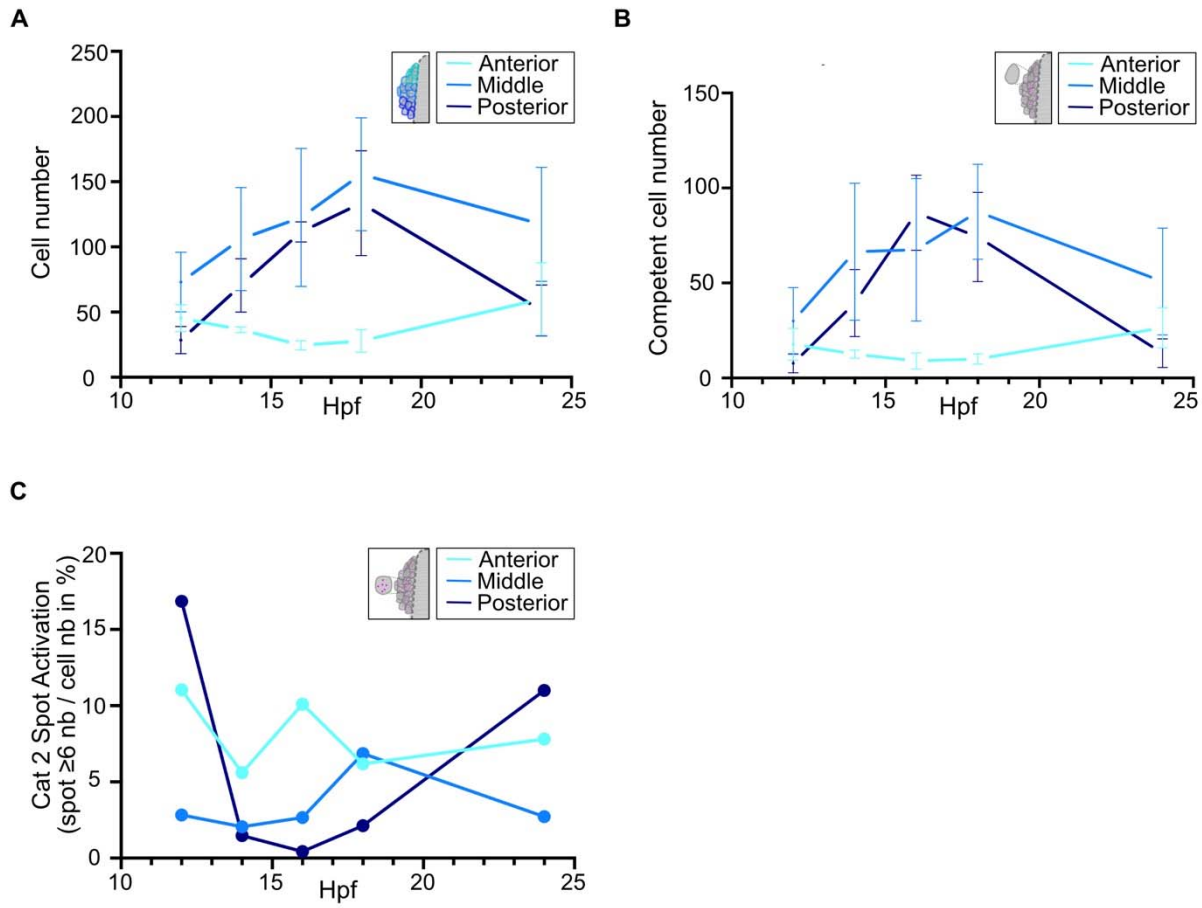 A
Cell number
250
200
150
100
50
0
10
15
20
25
Hpf
Anterior
Middle
Posterior
B
Competent cell number
150
100
50
0
10
15
20
25
Hpf
Anterior
Middle
Posterior
C
Cat 2 Spot Activation
(spot ≥6 nb / cell nb in %)
20
15
10
5
0
10
15
20
25
Hpf
Anterior
Middle
Posterior